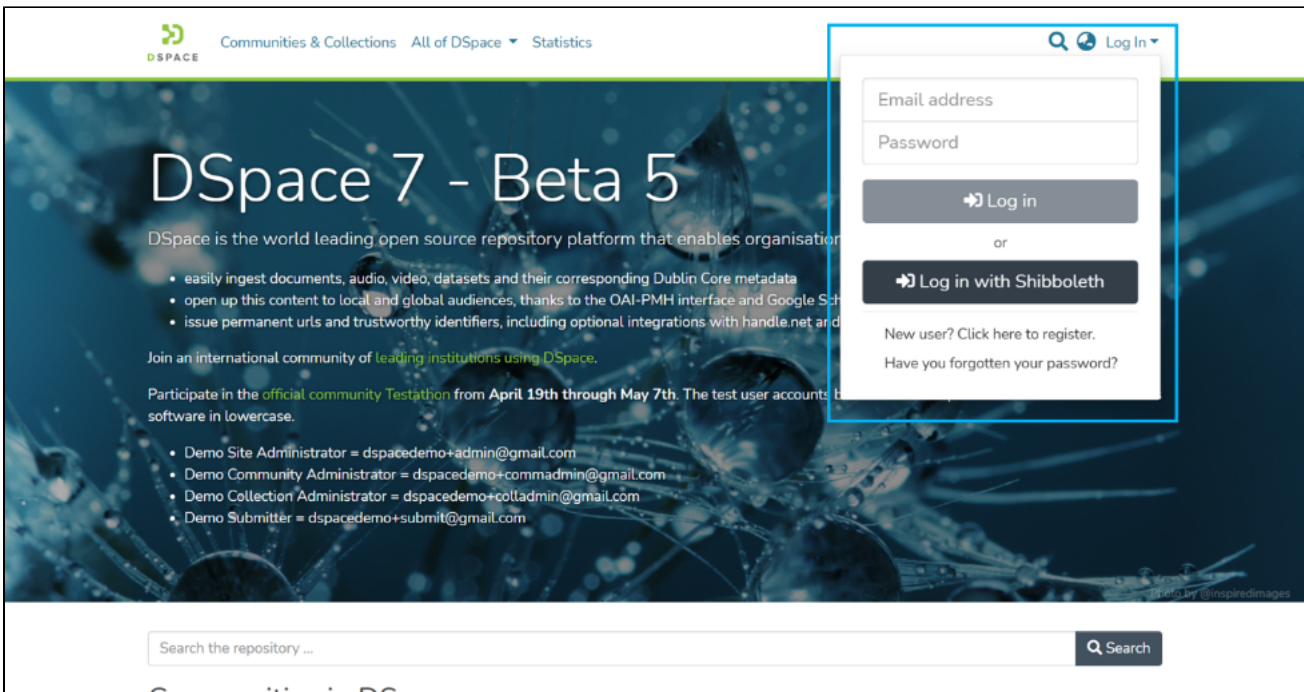 DSPACE
Communities & Collections All of DSpace Statistics
Log In
Email address
Password
Log in
or
Log in with Shibboleth
New user? Click here to register.
Have you forgotten your password?
DSpace 7 - Beta 5
DSpace is the world leading open source repository platform that enables
easily ingest documents, audio, video, datasets and their corresponding Dublin Core metadata
open up this content to local and global audiences, thanks to the OAI-PMH interface and Google
issue permanent urls and trustworthy identifiers, including optional integrations with handle.net and
Join an international community of leading institutions using DSpace.
Participate in the official community Testathon from April 19th through May 7th. The test user accounts
software in lowercase.
Demo Site Administrator = dspacedemo+admin@gmail.com
Demo Community Administrator = dspacedemo+commadmin@gmail.com
Demo Collection Administrator = dspacedemo+colladmin@gmail.com
Demo Submitter = dspacedemo+submit@gmail.com
Photo by @inspiredimages
Search the repository ...
Search